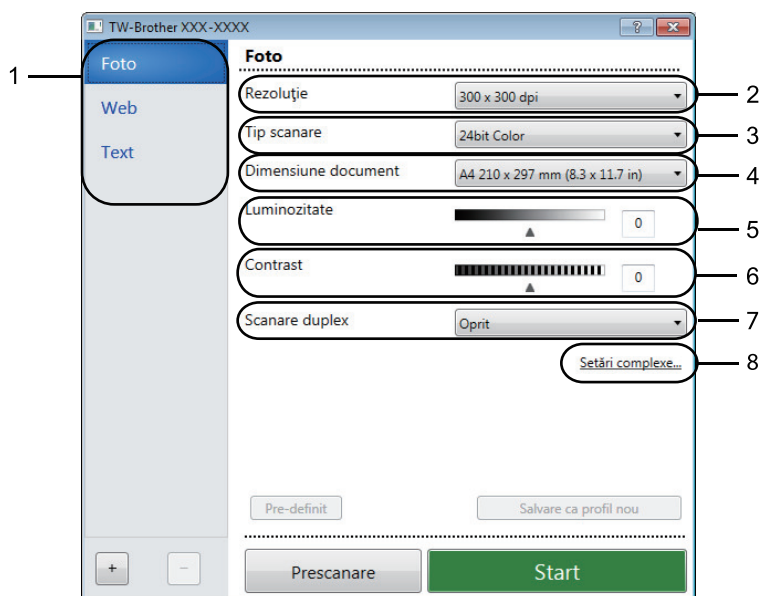 TW-Brother XXX-XXXX
Foto
Web
Text
Foto
Rezoluţie
300 x 300 dpi
Tip scanare
24bit Color
Dimensiune document
A4 210 x 297 mm (8.3 x 11.7 in)
Luminozitate
0
Contrast
0
Scanare duplex
Oprit
Setări complexe...
Pre-definit
Salvare ca profil nou
+
−
Prescanare
Start
1
2
3
4
5
6
7
8